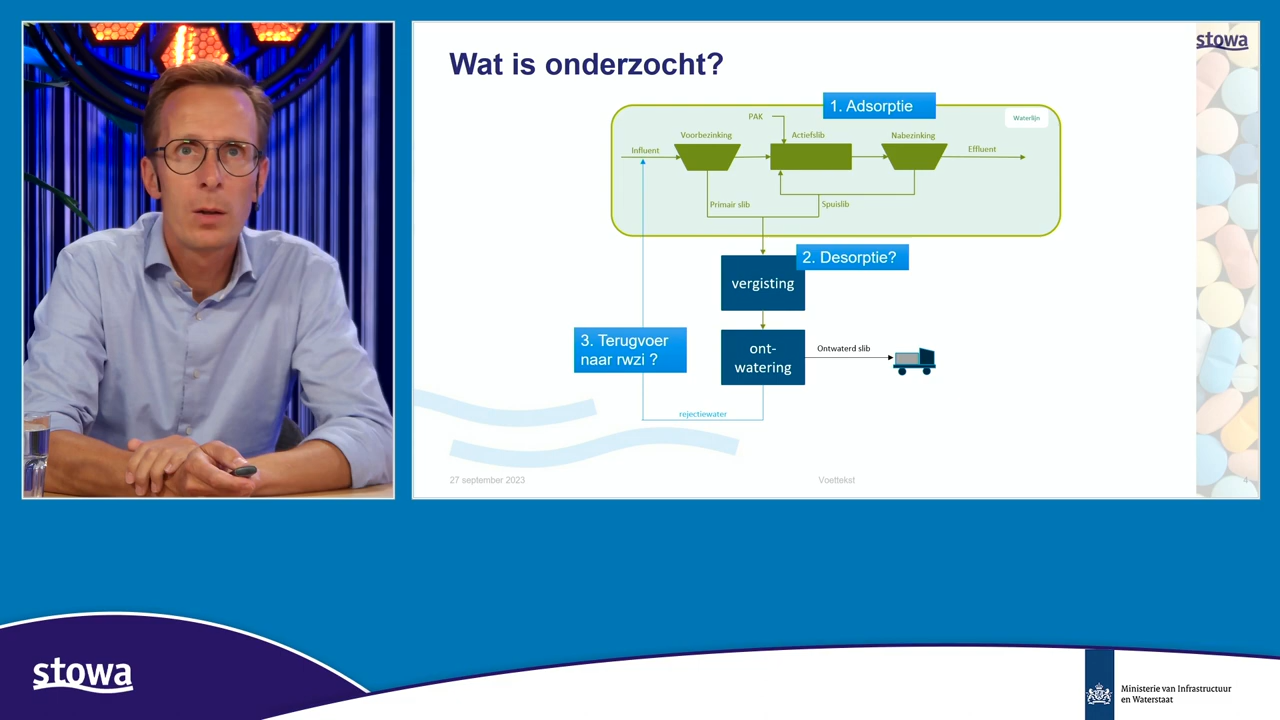 stowa
Wat is onderzocht?
1. Adsorptie
PAK
Waterlijn
Voorbezinking
Actiefslib
Nabezinking
Influent
Effluent
Primair slib
Spuislib
2. Desorptie?
vergisting
3. Terugvoer
naar rwzi ?
ont-
watering
Ontwaterd slib
rejectiewater
27 september 2023
Voettekst
4
stowa
Ministerie van Infrastructuur
en Waterstaat